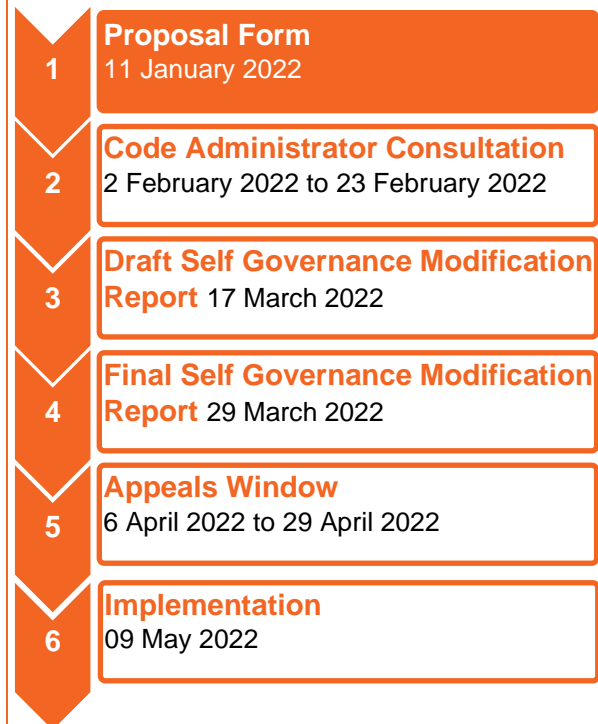 Proposal Form
1
11 January 2022
Code Administrator Consultation
2
2 February 2022 to 23 February 2022
Draft Self Governance Modification
3
Report 17 March 2022
Final Self Governance Modification
4
Report 29 March 2022
Appeals Window
5
6 April 2022 to 29 April 2022
Implementation
6
09 May 2022